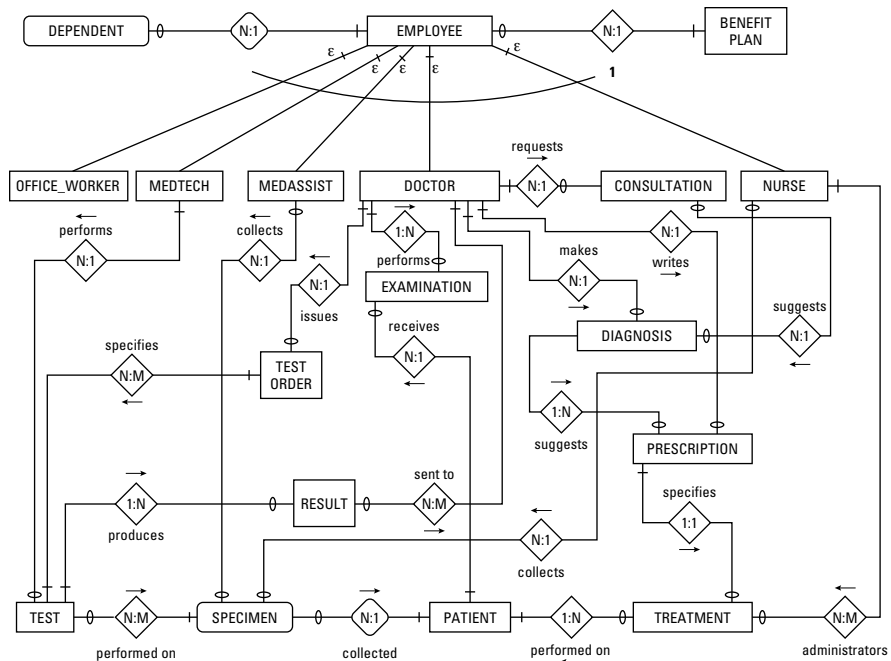 DEPENDENT
N:1
EMPLOYEE
N:1
BENEFIT
PLAN
ε
ε
ε
ε
ε
1
requests
OFFICE_WORKER
MEDTECH
MEDASSIST
DOCTOR
N:1
CONSULTATION
NURSE
performs
collects
1:N
N:1
N:1
N:1
performs
makes
writes
EXAMINATION
N:1
N:1
issues
receives
suggests
specifies
N:1
DIAGNOSIS
N:1
N:M
TEST
ORDER
1:N
suggests
PRESCRIPTION
sent to
specifies
1:N
RESULT
N:M
1:1
produces
N:1
collects
TEST
N:M
SPECIMEN
N:1
PATIENT
1:N
TREATMENT
N:M
performed on
collected
performed on
administrators